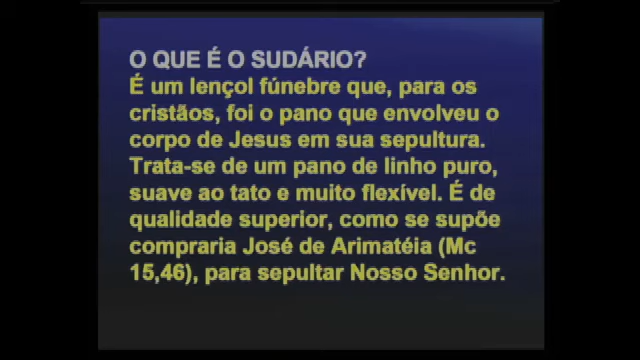 O QUE É O SUDÁRIO?
É um lençol fúnebre que, para os
cristãos, foi o pano que envolveu o
corpo de Jesus em sua sepultura.
Trata-se de um pano de linho puro,
suave ao tato e muito flexível. É de
qualidade superior, como se supõe
compraria José de Arimatéia (Mc
15,46), para sepultar Nosso Senhor.